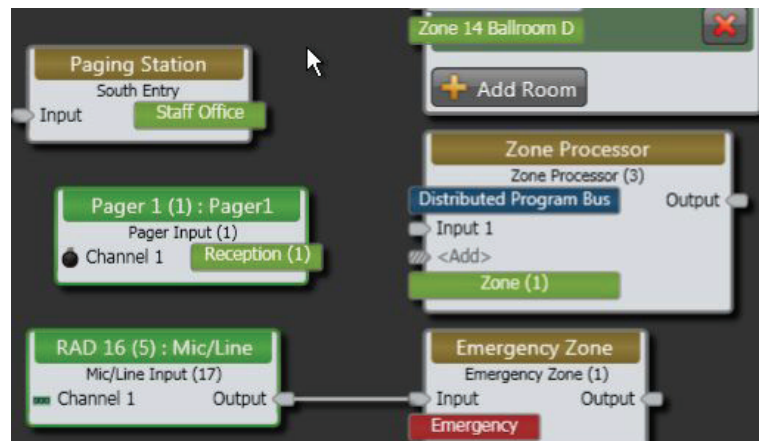 Paging Station
South Entry
Input
Staff Office
Pager 1 (1) : Pager1
Pager Input (1)
Channel 1
Reception (1)
RAD 16 (5) : Mic/Line
Mic/Line Input (17)
Channel 1
Output
Zone 14 Ballroom D
Add Room
Zone Processor
Zone Processor (3)
Distributed Program Bus
Output
Input 1
<Add>
Zone (1)
Emergency Zone
Emergency Zone (1)
Input
Output
Emergency